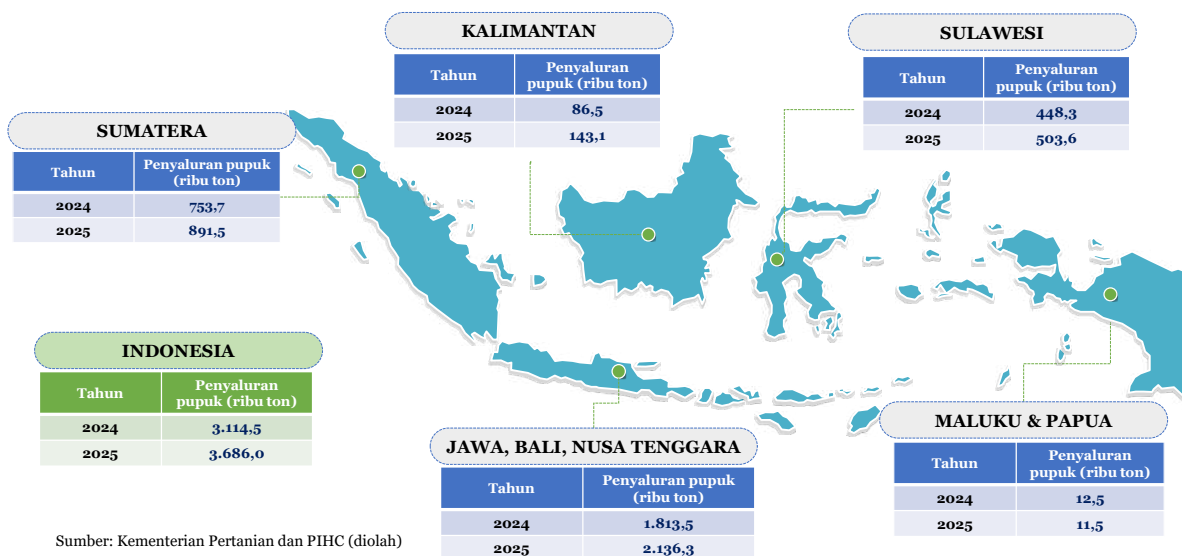 KALIMANTAN
Tahun Penyaluran pupuk (ribu ton)
2024 86,5
2025 143,1
SULAWESI
Tahun Penyaluran pupuk (ribu ton)
2024 448,3
2025 503,6
SUMATERA
Tahun Penyaluran pupuk (ribu ton)
2024 753,7
2025 891,5
INDONESIA
Tahun Penyaluran pupuk (ribu ton)
2024 3.114,5
2025 3.686,0
JAWA, BALI, NUSA TENGGARA
Tahun Penyaluran pupuk (ribu ton)
2024 1.813,5
2025 2.136,3
MALUKU & PAPUA
Tahun Penyaluran pupuk (ribu ton)
2024 12,5
2025 11,5
Sumber: Kementerian Pertanian dan PIHC (diolah)